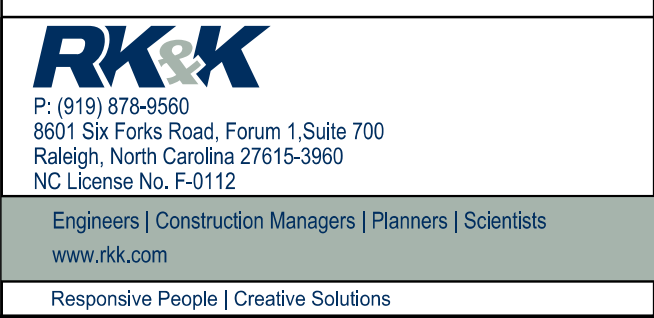 RK&K
P: (919) 878-9560
8601 Six Forks Road, Forum 1,Suite 700
Raleigh, North Carolina 27615-3960
NC License No. F-0112
Engineers | Construction Managers | Planners | Scientists
www.rkk.com
Responsive People | Creative Solutions